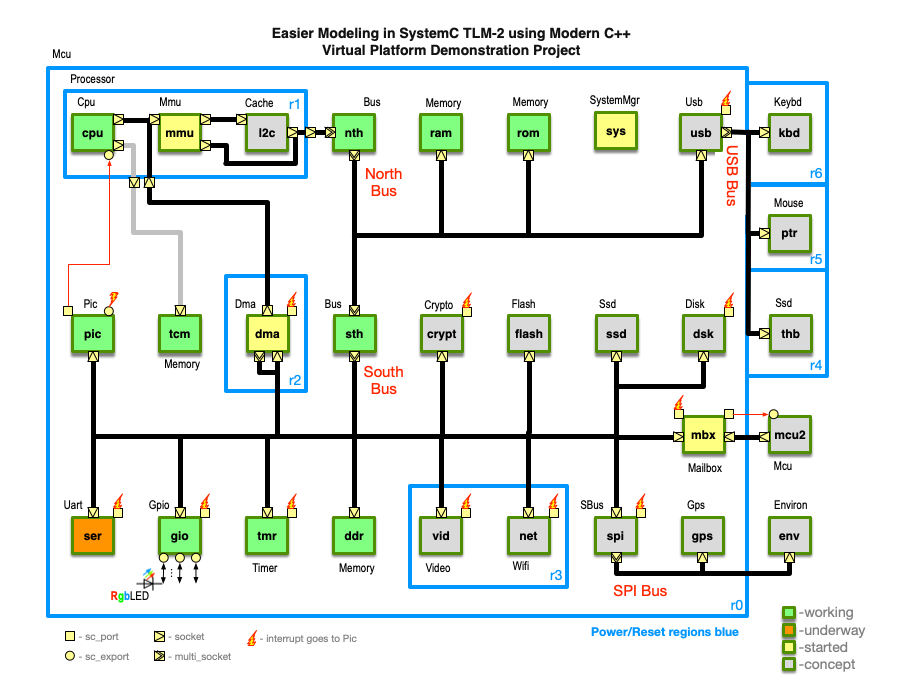 Easier Modeling in SystemC TLM-2 using Modern C++
Virtual Platform Demonstration Project
Mcu
Processor
Cpu Mmu Cache r1 Bus Memory Memory SystemMgr Usb Keybd
cpu mmu l2c nth ram rom sys usb kbd
North
Bus
USB Bus
r6
Mouse
ptr
r5
Pic Dma Bus Crypto Flash Ssd Disk Ssd
pic tcm dma sth crypt flash ssd dsk thb
Memory
r2
South
Bus
r4
mbx mcu2
Mailbox Mcu
Uart Gpio SBus Gps Environ
ser gio tmr ddr vid net spi gps env
Timer Memory Video Wifi
r3
RgbLED
SPI Bus
r0
- sc_port - socket - interrupt goes to Pic
- sc_export - multi_socket
Power/Reset regions blue
-working
-underway
-started
-concept